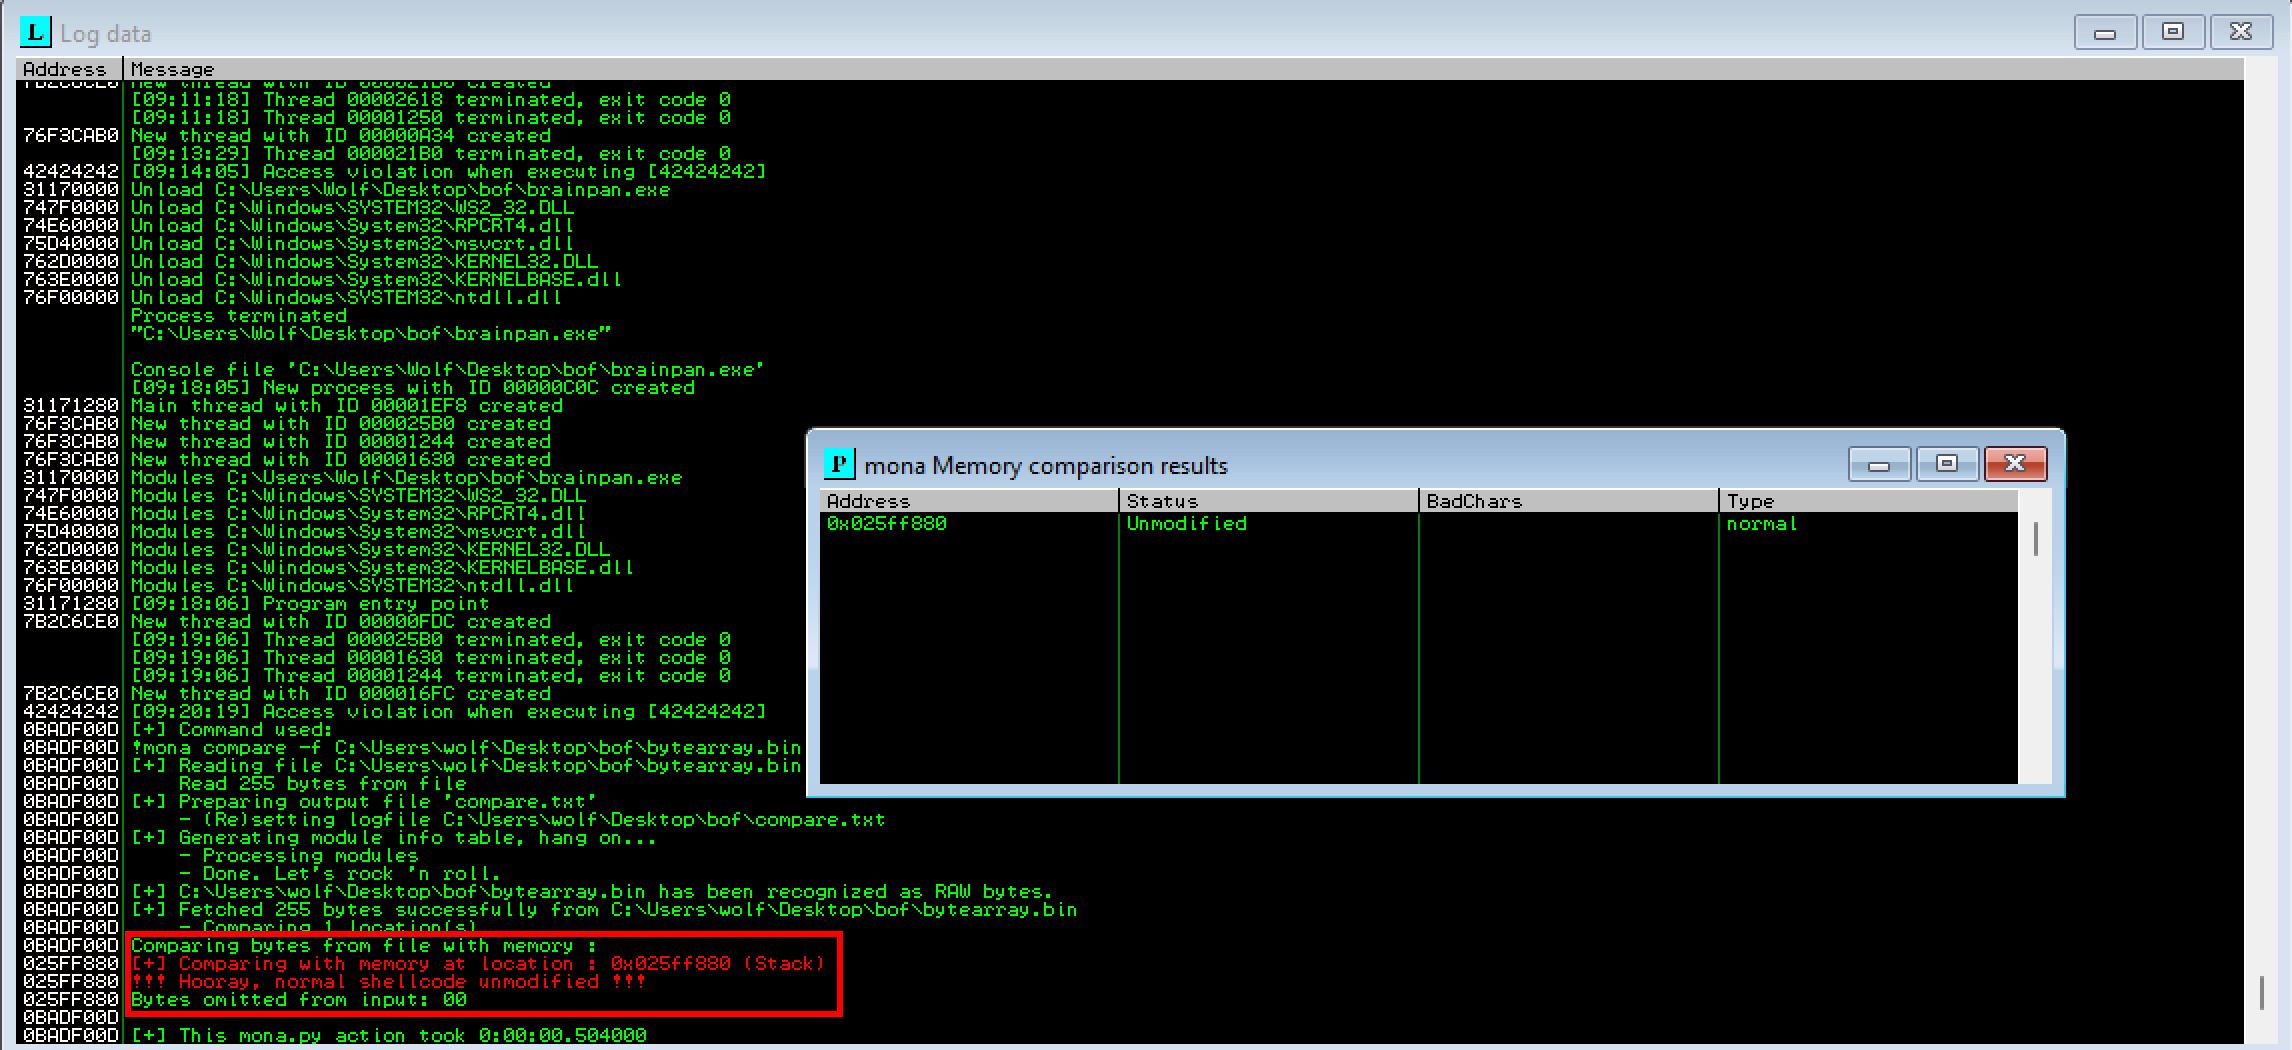 L Log data
Address Message
7B2C6CE0 New thread with ID 000021B0 created
[09:11:18] Thread 00002618 terminated, exit code 0
[09:11:18] Thread 00001250 terminated, exit code 0
76F3CAB0 New thread with ID 00000A34 created
[09:13:29] Thread 000021B0 terminated, exit code 0
42424242 [09:14:05] Access violation when executing [42424242]
31170000 Unload C:\Users\Wolf\Desktop\bof\brainpan.exe
747F0000 Unload C:\Windows\SYSTEM32\WS2_32.DLL
74E60000 Unload C:\Windows\System32\RPCRT4.dll
75D40000 Unload C:\Windows\System32\msvcrt.dll
762D0000 Unload C:\Windows\System32\KERNEL32.DLL
763E0000 Unload C:\Windows\System32\KERNELBASE.dll
76F00000 Unload C:\Windows\SYSTEM32\ntdll.dll
Process terminated
"C:\Users\Wolf\Desktop\bof\brainpan.exe"
Console file 'C:\Users\Wolf\Desktop\bof\brainpan.exe'
[09:18:05] New process with ID 00000C0C created
31171280 Main thread with ID 00001EF8 created
76F3CAB0 New thread with ID 000025B0 created
76F3CAB0 New thread with ID 00001244 created
76F3CAB0 New thread with ID 00001630 created
31170000 Modules C:\Users\Wolf\Desktop\bof\brainpan.exe
747F0000 Modules C:\Windows\SYSTEM32\WS2_32.DLL
74E60000 Modules C:\Windows\System32\RPCRT4.dll
75D40000 Modules C:\Windows\System32\msvcrt.dll
762D0000 Modules C:\Windows\System32\KERNEL32.DLL
763E0000 Modules C:\Windows\System32\KERNELBASE.dll
76F00000 Modules C:\Windows\SYSTEM32\ntdll.dll
31171280 [09:18:06] Program entry point
7B2C6CE0 New thread with ID 00000FDC created
[09:19:06] Thread 000025B0 terminated, exit code 0
[09:19:06] Thread 00001630 terminated, exit code 0
[09:19:06] Thread 00001244 terminated, exit code 0
7B2C6CE0 New thread with ID 000016FC created
42424242 [09:20:19] Access violation when executing [42424242]
0BADF00D [+] Command used:
0BADF00D !mona compare -f C:\Users\wolf\Desktop\bof\bytearray.bin
0BADF00D [+] Reading file C:\Users\wolf\Desktop\bof\bytearray.bin
0BADF00D Read 255 bytes from file
0BADF00D [+] Preparing output file 'compare.txt'
0BADF00D - (Re)setting logfile C:\Users\wolf\Desktop\bof\compare.txt
0BADF00D [+] Generating module info table, hang on...
0BADF00D - Processing modules
0BADF00D - Done. Let's rock 'n roll.
0BADF00D [+] C:\Users\wolf\Desktop\bof\bytearray.bin has been recognized as RAW bytes.
0BADF00D [+] Fetched 255 bytes successfully from C:\Users\wolf\Desktop\bof\bytearray.bin
0BADF00D - Comparing 1 location(s)
0BADF00D Comparing bytes from file with memory :
025FF880 [+] Comparing with memory at location : 0x025ff880 (Stack)
025FF880 !!! Hooray, normal shellcode unmodified !!!
025FF880 Bytes omitted from input: 00
0BADF00D
0BADF00D [+] This mona.py action took 0:00:00.504000
P mona Memory comparison results
Address Status BadChars Type
0x025ff880 Unmodified normal